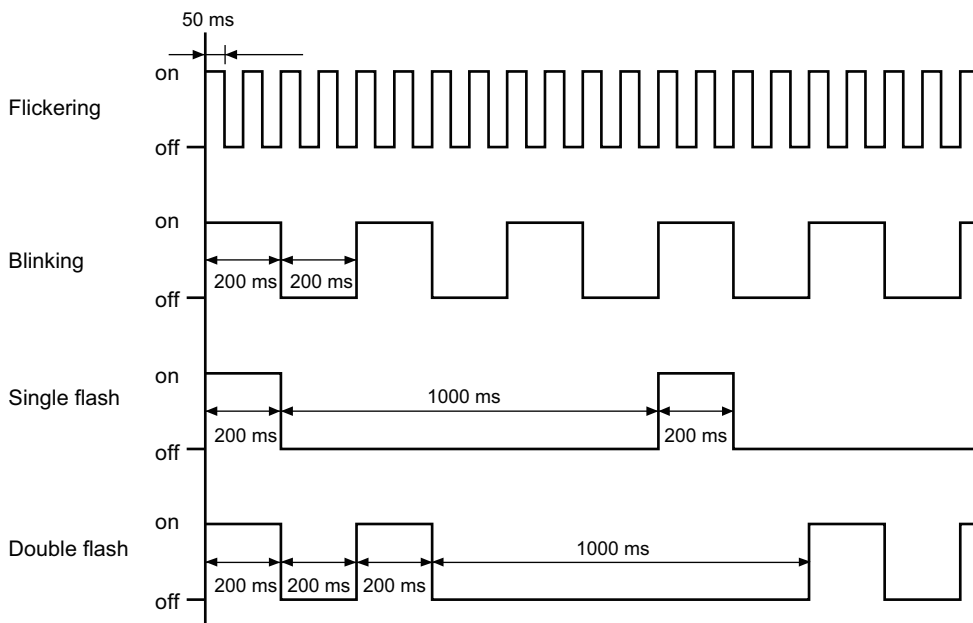 50 ms
on
Flickering
off
on
Blinking
200 ms 200 ms
off
on
Single flash
1000 ms
200 ms 200 ms
off
on
Double flash
1000 ms
200 ms 200 ms 200 ms
off